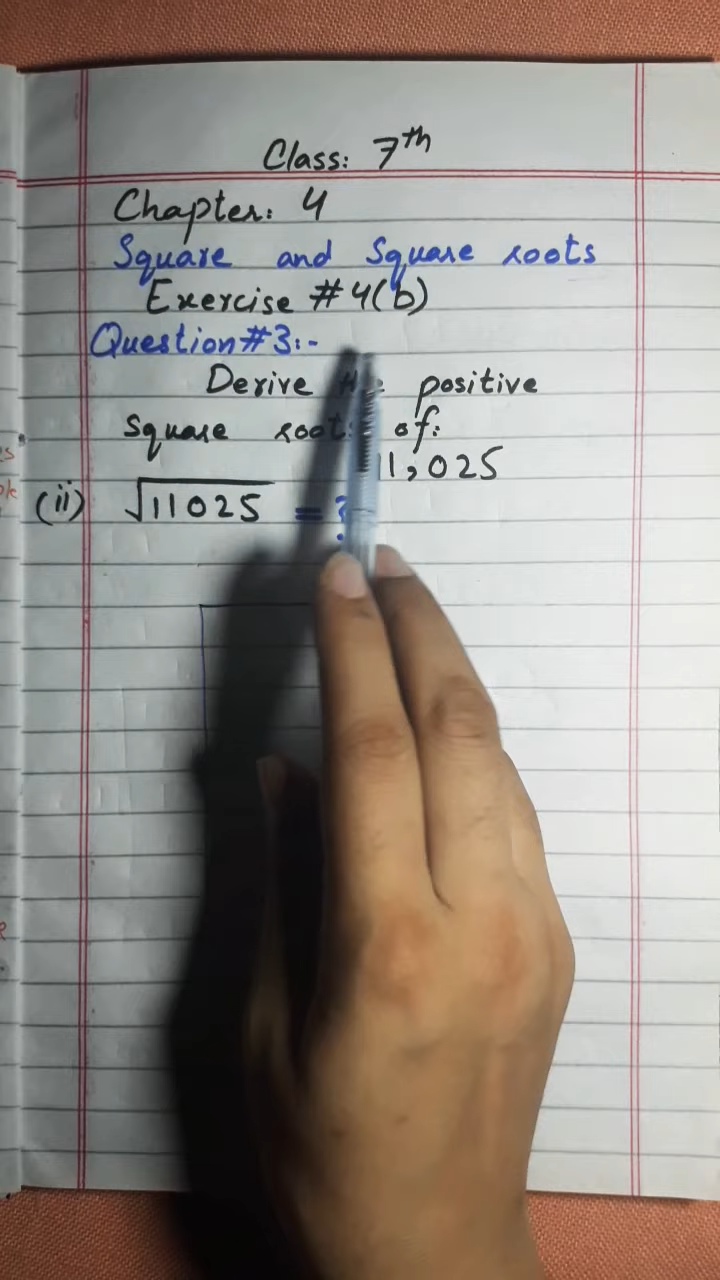 Class: 7th
Chapter: 4
Square and Square roots
Exercise #4(b)
Question#3:-
Derive positive
Square root of:
11,025
(ii) √11025 = ?